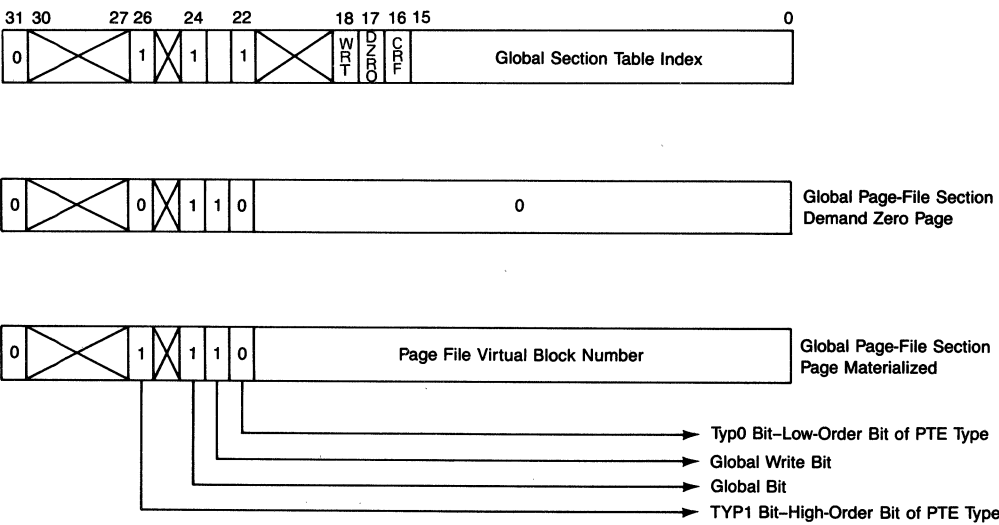 31 30 27 26 24 22 18 17 16 15 0
0 1 1 1 WRT DZRO CRF Global Section Table Index
0 0 1 1 0 0 Global Page-File Section
Demand Zero Page
0 1 1 1 0 Page File Virtual Block Number Global Page-File Section
Page Materialized
Typ0 Bit–Low-Order Bit of PTE Type
Global Write Bit
Global Bit
TYP1 Bit–High-Order Bit of PTE Type